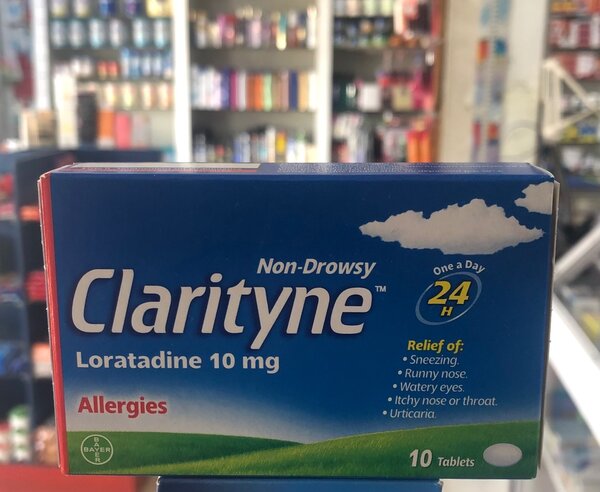 Non-Drowsy
Clarityne™
Loratadine 10 mg
Allergies
One a Day
24
H
Relief of:
• Sneezing.
• Runny nose.
• Watery eyes.
• Itchy nose or throat.
• Urticaria.
BAYER
10 Tablets